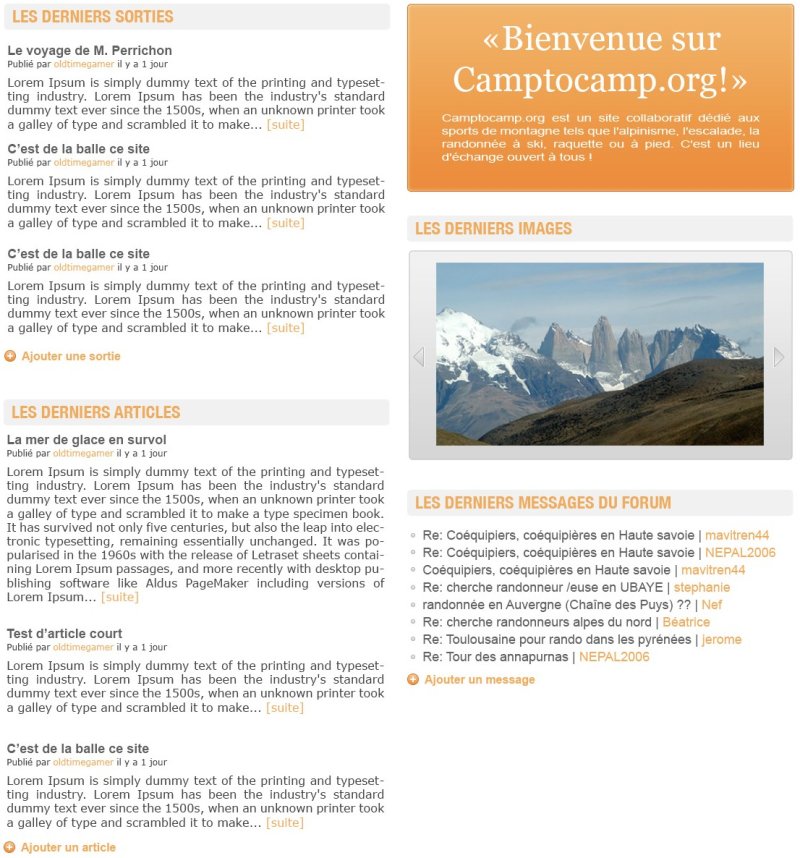 LES DERNIERS SORTIES
Le voyage de M. Perrichon
Publié par oldtimegamer il y a 1 jour
Lorem Ipsum is simply dummy text of the printing and typeset-
ting industry. Lorem Ipsum has been the industry's standard
dummy text ever since the 1500s, when an unknown printer took
a galley of type and scrambled it to make... [suite]
C'est de la balle ce site
Publié par oldtimegamer il y a 1 jour
Lorem Ipsum is simply dummy text of the printing and typeset-
ting industry. Lorem Ipsum has been the industry's standard
dummy text ever since the 1500s, when an unknown printer took
a galley of type and scrambled it to make... [suite]
C'est de la balle ce site
Publié par oldtimegamer il y a 1 jour
Lorem Ipsum is simply dummy text of the printing and typeset-
ting industry. Lorem Ipsum has been the industry's standard
dummy text ever since the 1500s, when an unknown printer took
a galley of type and scrambled it to make... [suite]
Ajouter une sortie
LES DERNIERS ARTICLES
La mer de glace en survol
Publié par oldtimegamer il y a 1 jour
Lorem Ipsum is simply dummy text of the printing and typeset-
ting industry. Lorem Ipsum has been the industry's standard
dummy text ever since the 1500s, when an unknown printer took
a galley of type and scrambled it to make a type specimen book.
It has survived not only five centuries, but also the leap into elec-
tronic typesetting, remaining essentially unchanged. It was po-
pularised in the 1960s with the release of Letraset sheets contai-
ning Lorem Ipsum passages, and more recently with desktop pu-
blishing software like Aldus PageMaker including versions of
Lorem Ipsum... [suite]
Test d'article court
Publié par oldtimegamer il y a 1 jour
Lorem Ipsum is simply dummy text of the printing and typeset-
ting industry. Lorem Ipsum has been the industry's standard
dummy text ever since the 1500s, when an unknown printer took
a galley of type and scrambled it to make... [suite]
C'est de la balle ce site
Publié par oldtimegamer il y a 1 jour
Lorem Ipsum is simply dummy text of the printing and typeset-
ting industry. Lorem Ipsum has been the industry's standard
dummy text ever since the 1500s, when an unknown printer took
a galley of type and scrambled it to make... [suite]
Ajouter un article
«Bienvenue sur
Camptocamp.org!»
Camptocamp.org est un site collaboratif dédié aux
sports de montagne tels que l'alpinisme, l'escalade, la
randonnée à ski, raquette ou à pied. C'est un lieu
d'échange ouvert à tous !
LES DERNIERS IMAGES
LES DERNIERS MESSAGES DU FORUM
Re: Coéquipiers, coéquipières en Haute savoie | mavitren44
Re: Coéquipiers, coéquipières en Haute savoie | NEPAL2006
Coéquipiers, coéquipières en Haute savoie | mavitren44
Re: cherche randonneur /euse en UBAYE | stephanie
randonnée en Auvergne (Chaîne des Puys) ?? | Nef
Re: cherche randonneurs alpes du nord | Béatrice
Re: Toulousaine pour rando dans les pyrénées | jerome
Re: Tour des annapurnas | NEPAL2006
Ajouter un message